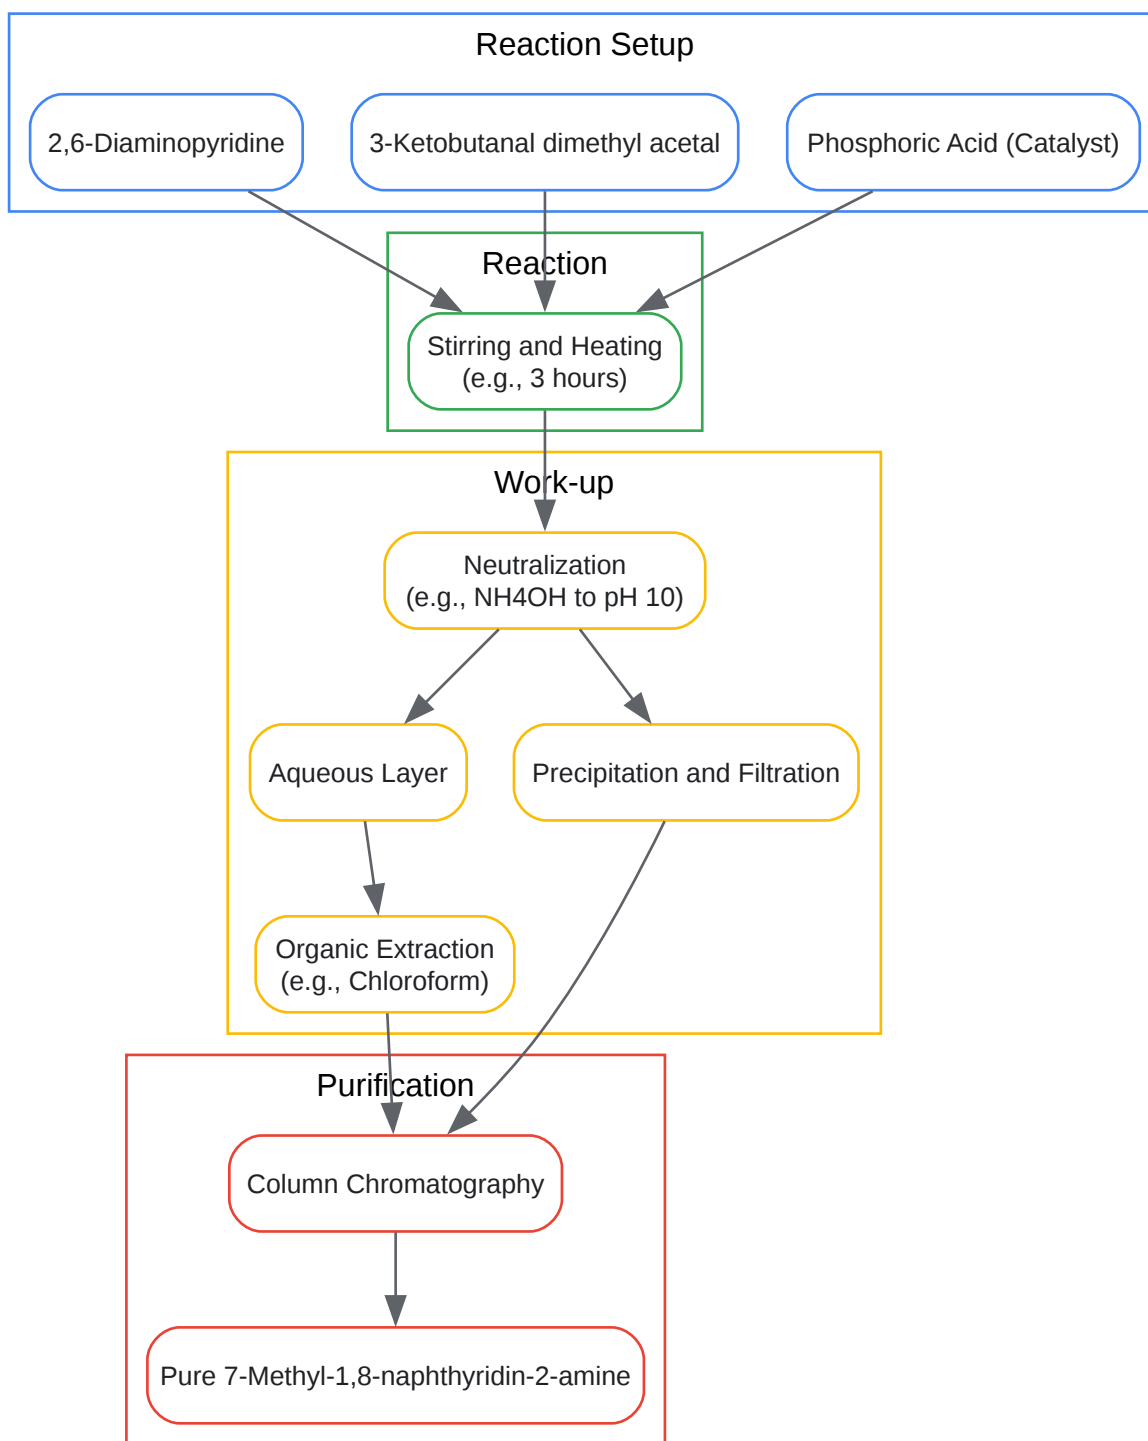 Reaction Setup
2,6-Diaminopyridine
3-Ketobutanal dimethyl acetal
Phosphoric Acid (Catalyst)
Reaction
Stirring and Heating
(e.g., 3 hours)
Work-up
Neutralization
(e.g., NH4OH to pH 10)
Aqueous Layer
Precipitation and Filtration
Organic Extraction
(e.g., Chloroform)
Purification
Column Chromatography
Pure 7-Methyl-1,8-naphthyridin-2-amine